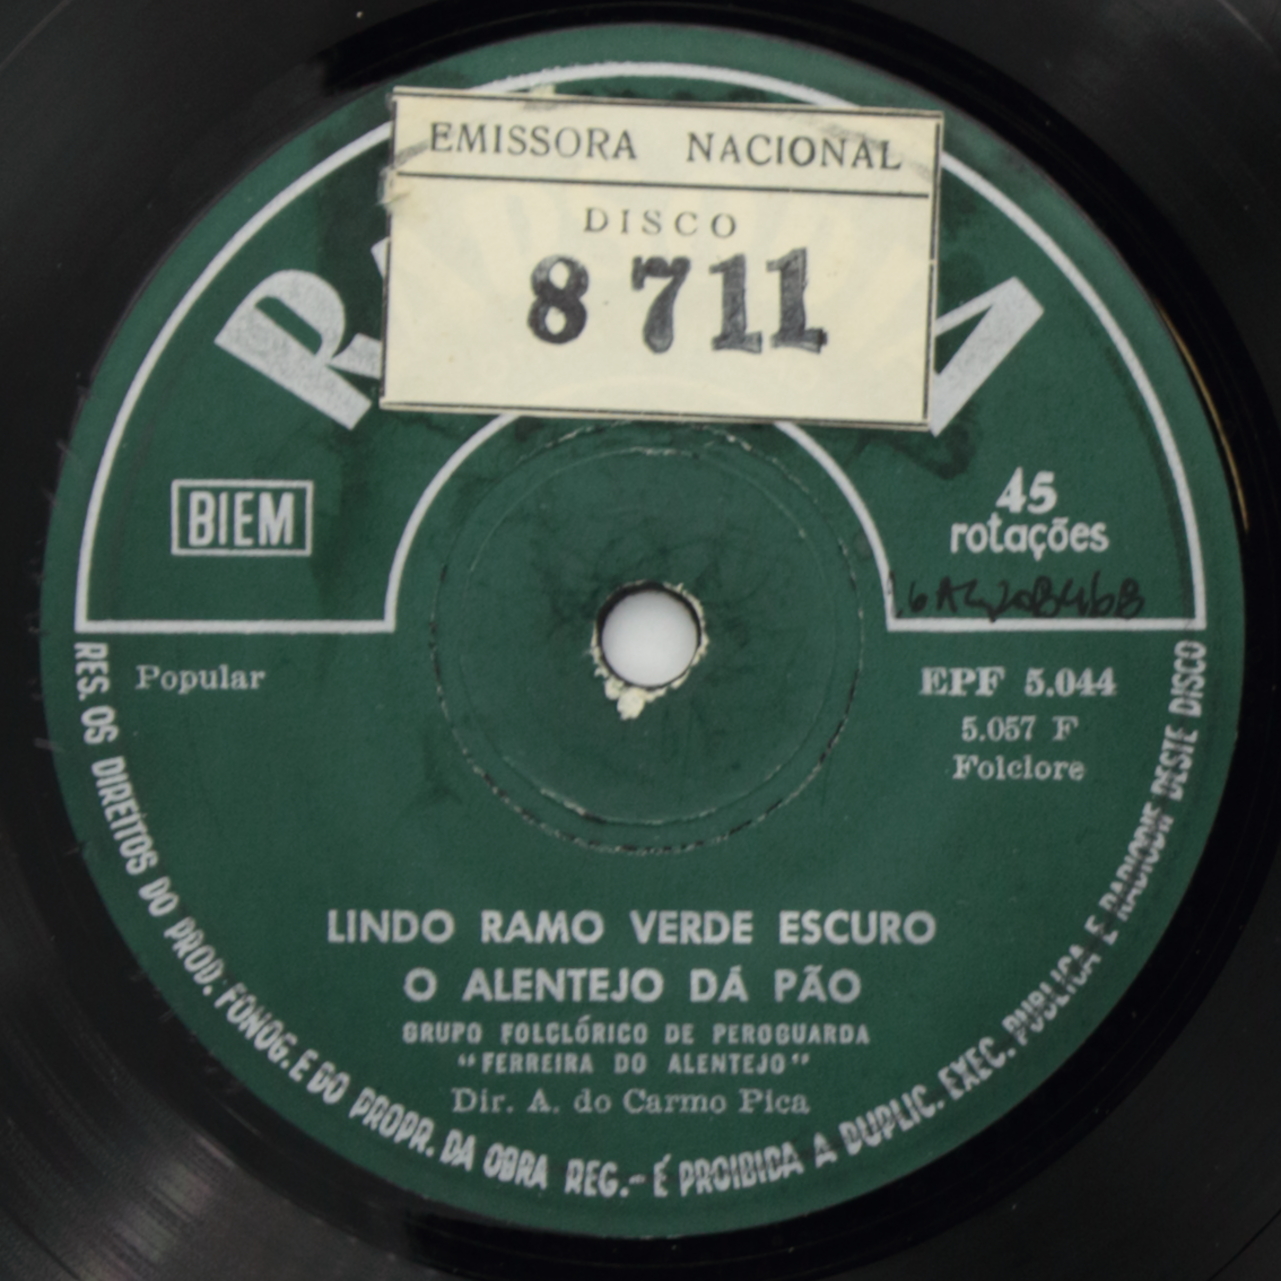 EMISSORA NACIONAL
DISCO
8 711
BIEM
45
rotações
Popular
EPF 5.044
5.057 F
Folclore
LINDO RAMO VERDE ESCURO
O ALENTEJO DÁ PÃO
GRUPO FOLCLÓRICO DE PEROGUARDA
"FERREIRA DO ALENTEJO"
Dir. A. do Carmo Pica
RES. OS DIREITOS DO PROD. FONOG. E DO PROPR. DA OBRA REG.- É PROIBIDA A DUPLIC. EXEC. PUBLICA E RADIODIF DESTE DISCO